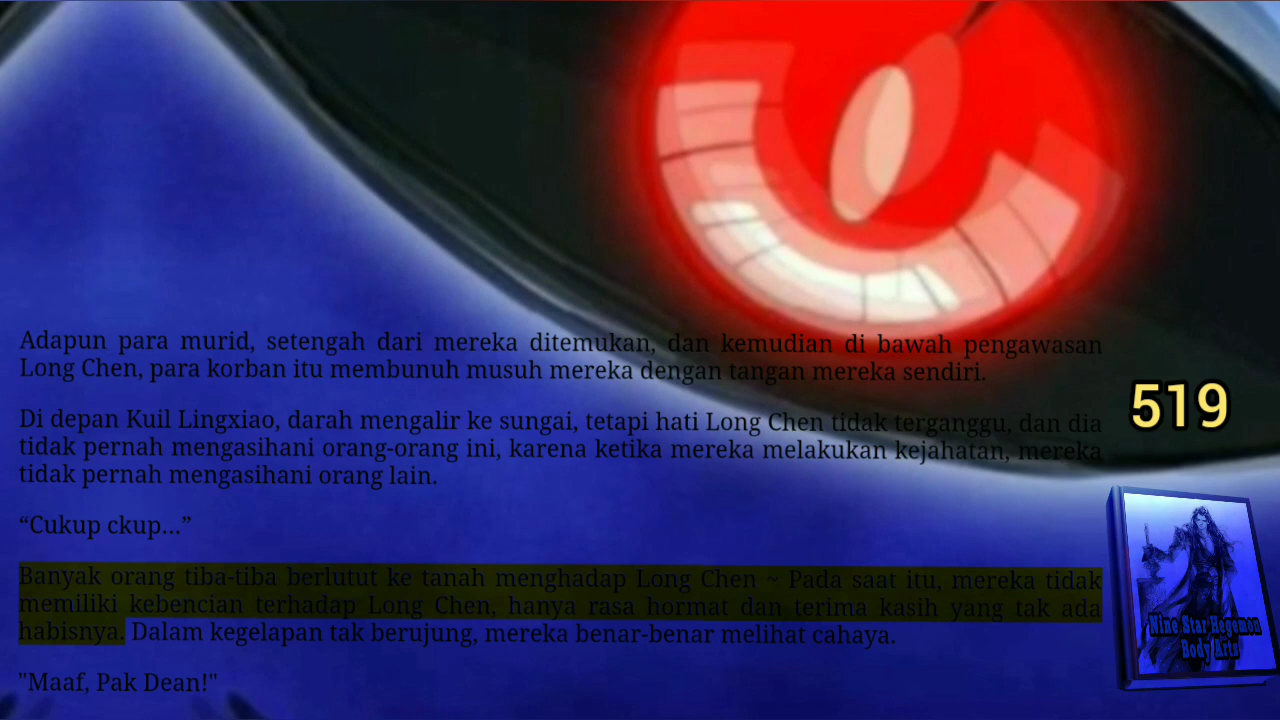 Adapun para murid, setengah dari mereka ditemukan, dan kemudian di bawah pengawasan
Long Chen, para korban itu membunuh musuh mereka dengan tangan mereka sendiri.
Di depan Kuil Lingxiao, darah mengalir ke sungai, tetapi hati Long Chen tidak terganggu, dan dia
tidak pernah mengasihani orang-orang ini, karena ketika mereka melakukan kejahatan, mereka
tidak pernah mengasihani orang lain.
“Cukup ckup...”
Banyak orang tiba-tiba berlutut ke tanah menghadap Long Chen ~ Pada saat itu, mereka tidak
memiliki kebencian terhadap Long Chen, hanya rasa hormat dan terima kasih yang tak ada
habisnya. Dalam kegelapan tak berujung, mereka benar-benar melihat cahaya.
"Maaf, Pak Dean!"
519
Nine Star Hegemon
Body Arts